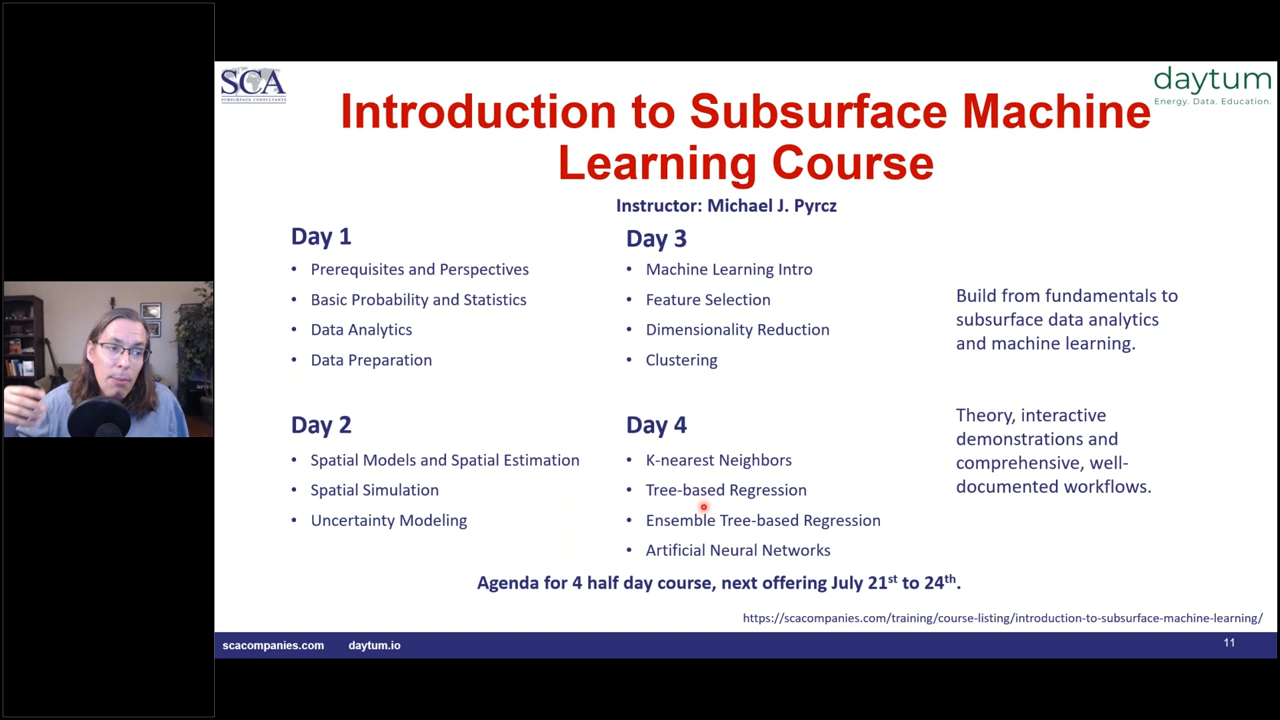 SCA
SUBSURFACE CONSULTANTS
daytum
Energy. Data. Education.
Introduction to Subsurface Machine
Learning Course
Instructor: Michael J. Pyrcz
Day 1
• Prerequisites and Perspectives
• Basic Probability and Statistics
• Data Analytics
• Data Preparation
Day 2
• Spatial Models and Spatial Estimation
• Spatial Simulation
• Uncertainty Modeling
Day 3
• Machine Learning Intro
• Feature Selection
• Dimensionality Reduction
• Clustering
Day 4
• K-nearest Neighbors
• Tree-based Regression
• Ensemble Tree-based Regression
• Artificial Neural Networks
Build from fundamentals to
subsurface data analytics
and machine learning.
Theory, interactive
demonstrations and
comprehensive, well-
documented workflows.
Agenda for 4 half day course, next offering July 21st to 24th.
https://scacompanies.com/training/course-listing/introduction-to-subsurface-machine-learning/
scacompanies.com daytum.io
11